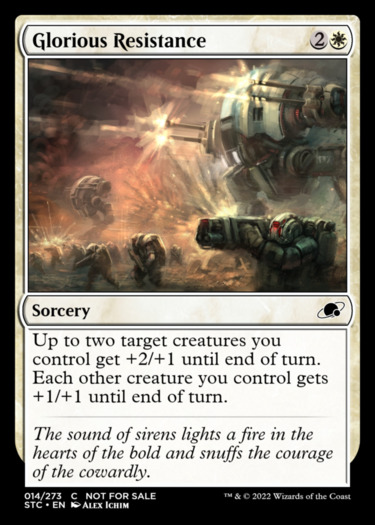 Glorious Resistance 2
Sorcery
Up to two target creatures you
control get +2/+1 until end of turn.
Each other creature you control gets
+1/+1 until end of turn.
The sound of sirens lights a fire in the
hearts of the bold and snuffs the courage
of the cowardly.
014/273 C NOT FOR SALE
STC • EN Alex Ichim
™ & © 2022 Wizards of the Coast